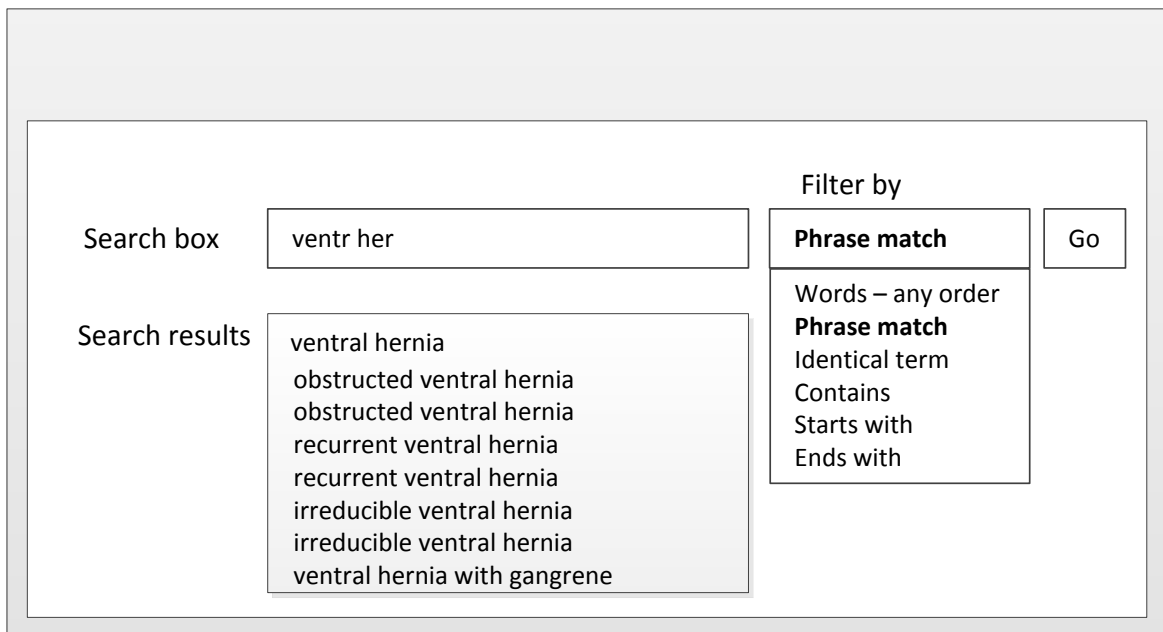 Filter by
Search box
ventr her
Phrase match
Go
Words – any order
Phrase match
Identical term
Contains
Starts with
Ends with
Search results
ventral hernia
obstructed ventral hernia
obstructed ventral hernia
recurrent ventral hernia
recurrent ventral hernia
irreducible ventral hernia
irreducible ventral hernia
ventral hernia with gangrene